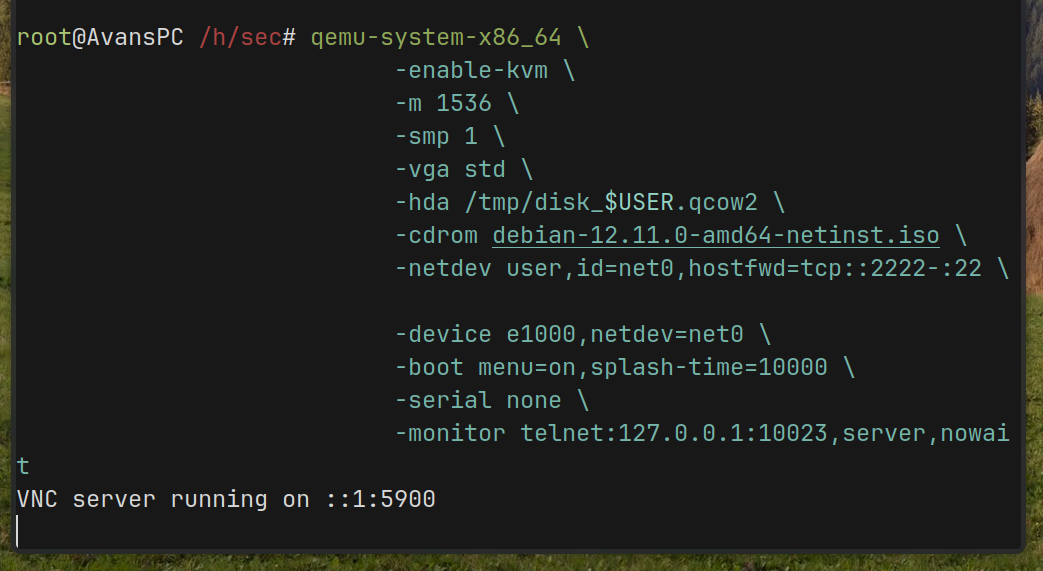 root@AvansPC /h/sec# qemu-system-x86_64 \
-enable-kvm \
-m 1536 \
-smp 1 \
-vga std \
-hda /tmp/disk_$USER.qcow2 \
-cdrom debian-12.11.0-amd64-netinst.iso \
-netdev user,id=net0,hostfwd=tcp::2222-:22 \
-device e1000,netdev=net0 \
-boot menu=on,splash-time=10000 \
-serial none \
-monitor telnet:127.0.0.1:10023,server,nowai
t
VNC server running on ::1:5900